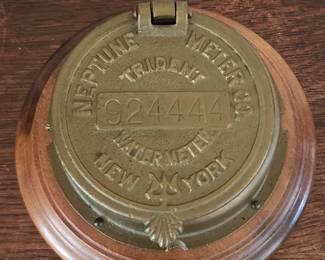 NEPTUNE METER CO.
TRIDENT
924444
WATER METER
NEW YORK